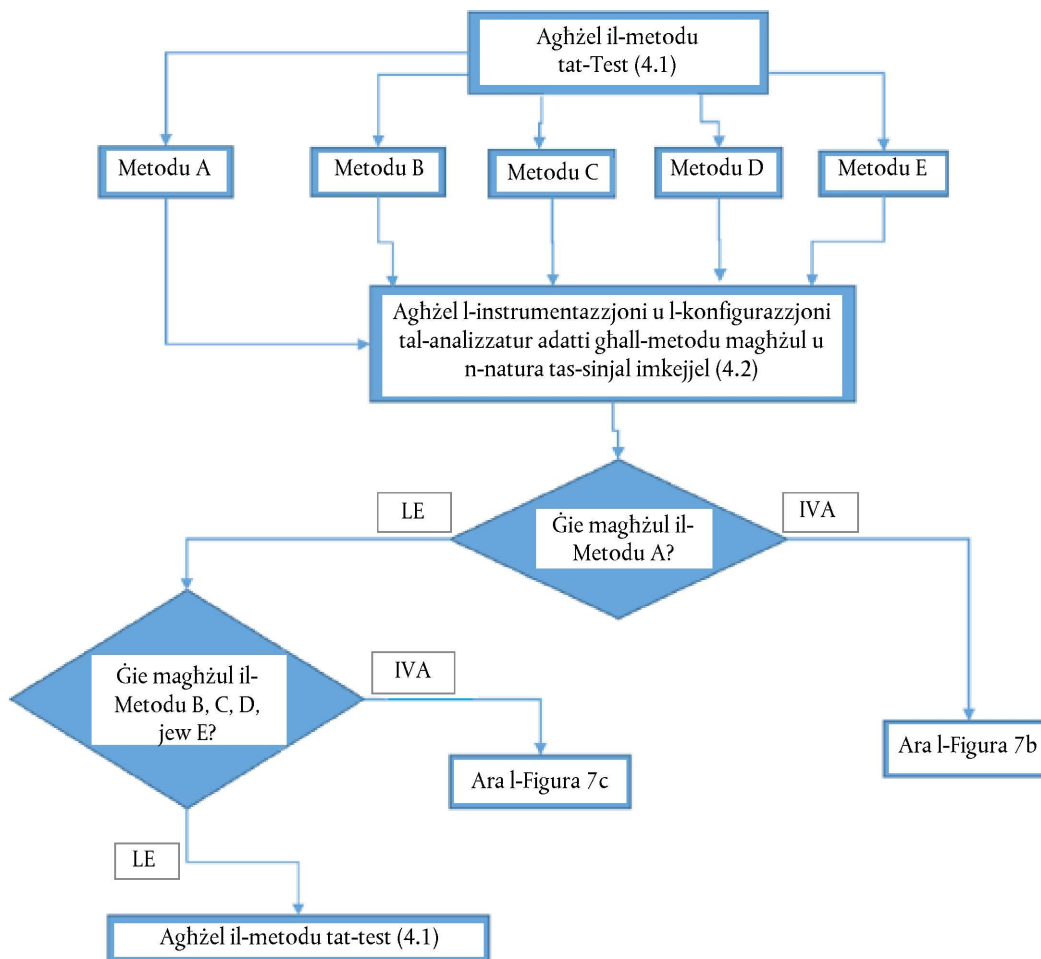 Agħżel il-metodu
tat-Test (4.1)
Metodu A
Metodu B
Metodu C
Metodu D
Metodu E
Agħżel l-instrumentazzjoni u l-konfigurazzjoni
tal-analizzatur adatti għall-metodu magħżul u
n-natura tas-sinjal imkejjel (4.2)
LE
IVA
Ġie magħżul il-
Metodu A?
Ġie magħżul il-
Metodu B, C, D,
jew E?
IVA
Ara l-Figura 7b
Ara l-Figura 7c
LE
Agħżel il-metodu tat-test (4.1)